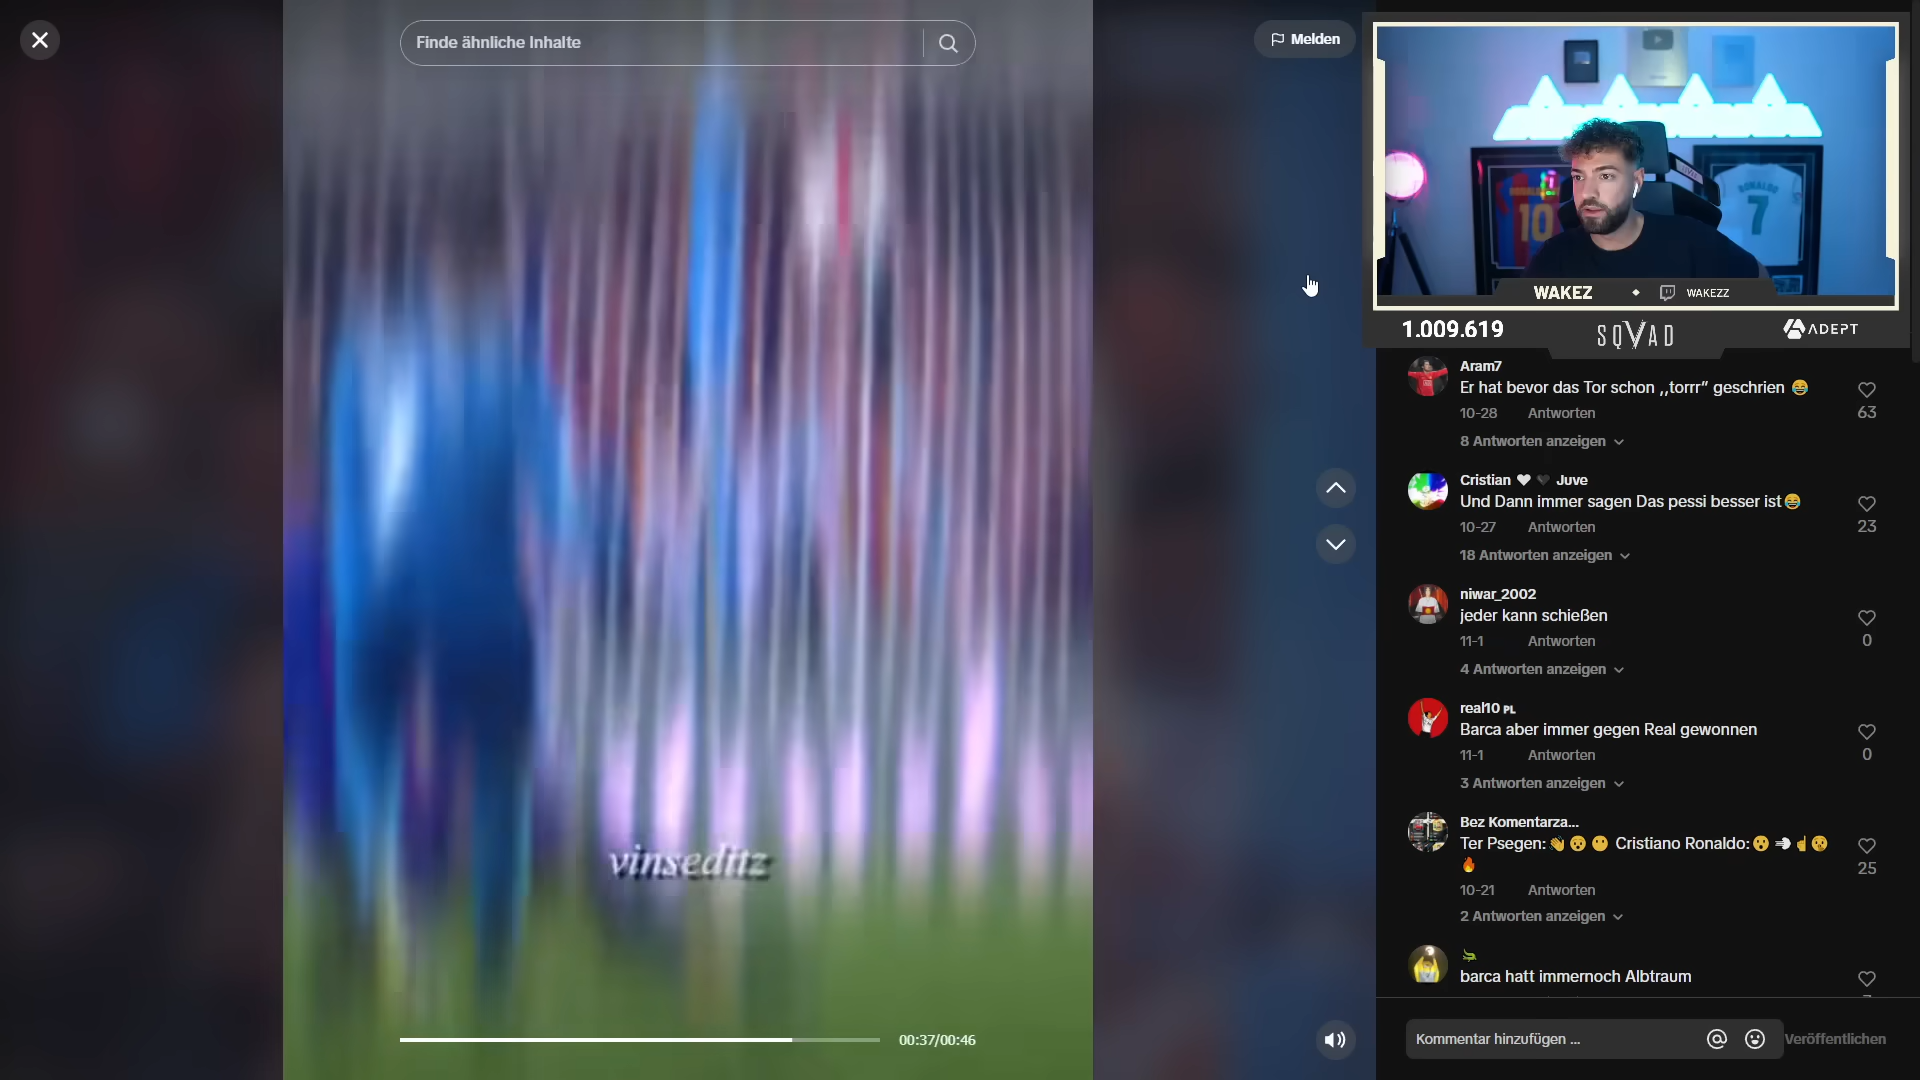 Finde ähnliche Inhalte
Melden
RONALDO
7
10
WAKEZ
WAKEZZ
1.009.619
SQVAD
ADEPT
Aram7
Er hat bevor das Tor schon ,,torrr” geschrien 😂
63
10-28 Antworten
8 Antworten anzeigen
Cristian 🤍 🖤 Juve
Und Dann immer sagen Das pessi besser ist😂
23
10-27 Antworten
18 Antworten anzeigen
niwar_2002
jeder kann schießen
0
11-1 Antworten
4 Antworten anzeigen
real10 PL
Barca aber immer gegen Real gewonnen
0
11-1 Antworten
3 Antworten anzeigen
Bez Komentarza...
Ter Psegen:👏😮😶 Cristiano Ronaldo:😮💨☝️🤫
🔥
25
10-21 Antworten
2 Antworten anzeigen
🐊
barca hatt immernoch Albtraum
vinseditz
00:37/00:46
Kommentar hinzufügen ...
Veröffentlichen